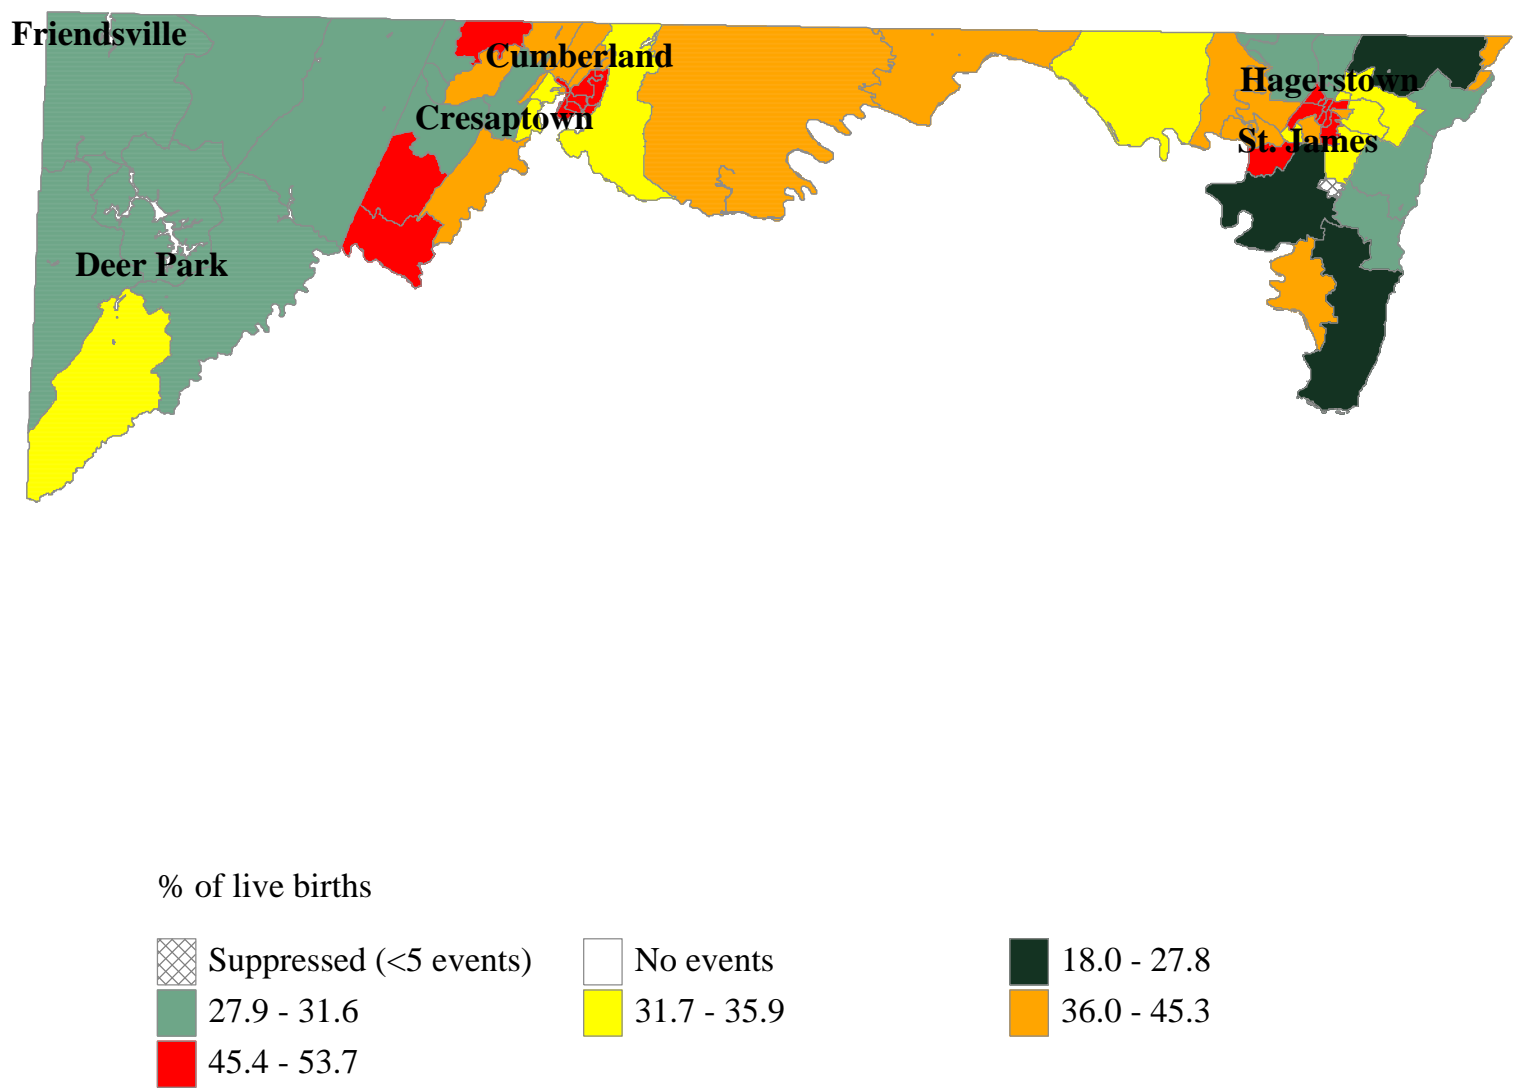 Friendsville
Cumberland
Hagerstown
Cresaptown
St. James
Deer Park
% of live births
Suppressed (<5 events)
No events
18.0 - 27.8
27.9 - 31.6
31.7 - 35.9
36.0 - 45.3
45.4 - 53.7